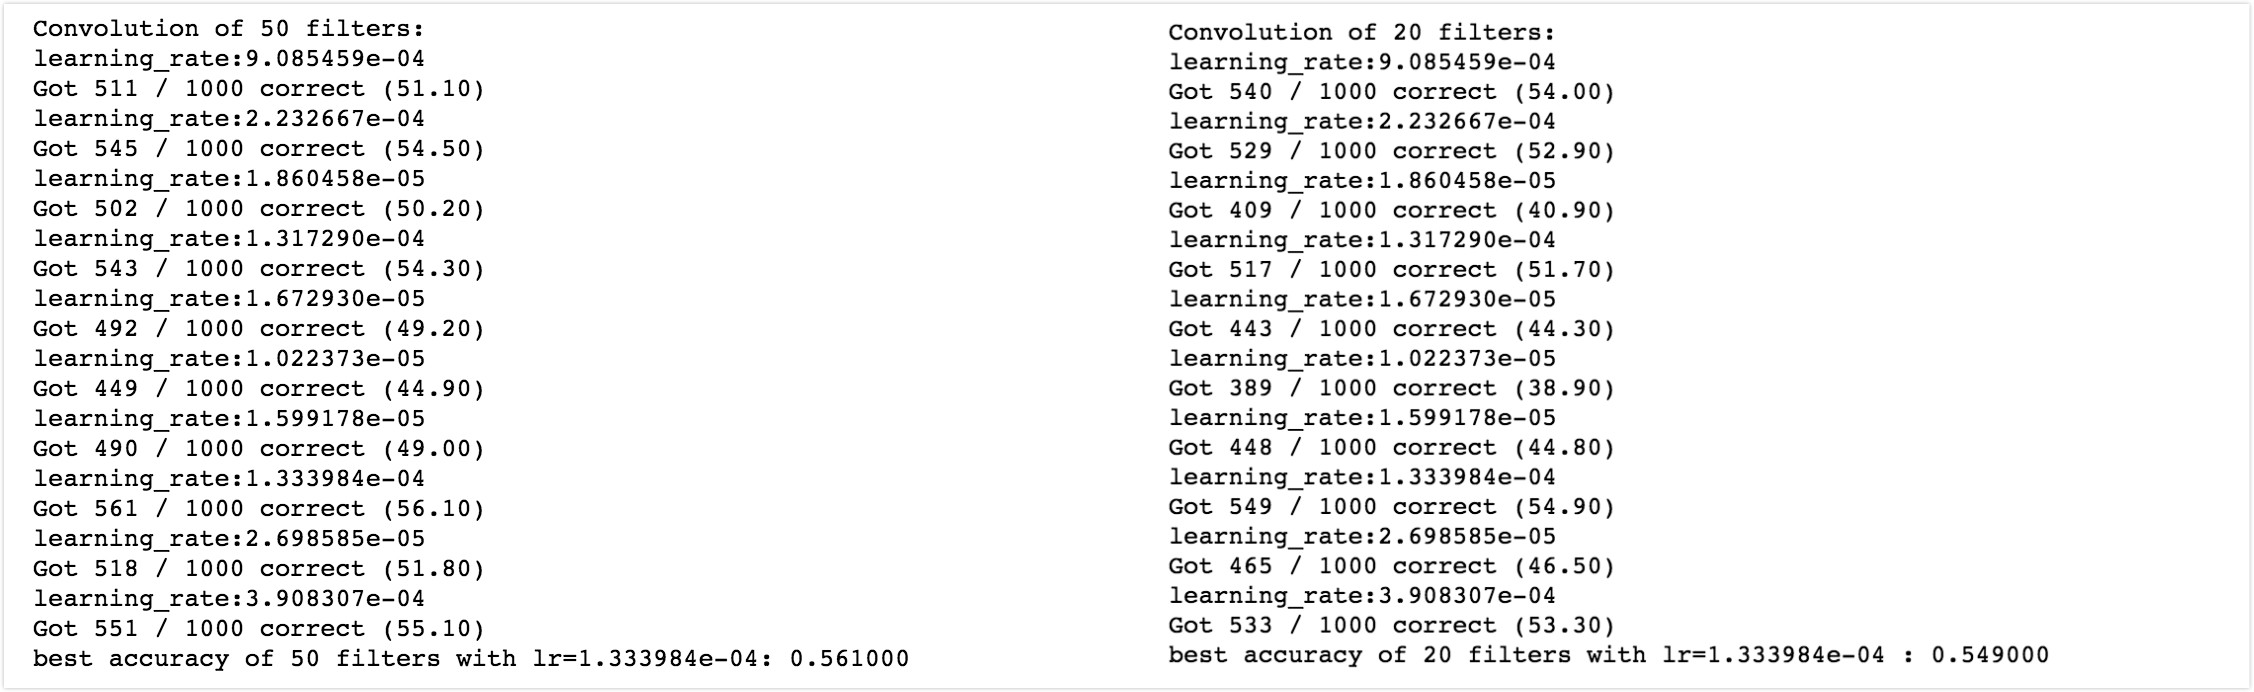 Convolution of 50 filters:
learning_rate:9.085459e-04
Got 511 / 1000 correct (51.10)
learning_rate:2.232667e-04
Got 545 / 1000 correct (54.50)
learning_rate:1.860458e-05
Got 502 / 1000 correct (50.20)
learning_rate:1.317290e-04
Got 543 / 1000 correct (54.30)
learning_rate:1.672930e-05
Got 492 / 1000 correct (49.20)
learning_rate:1.022373e-05
Got 449 / 1000 correct (44.90)
learning_rate:1.599178e-05
Got 490 / 1000 correct (49.00)
learning_rate:1.333984e-04
Got 561 / 1000 correct (56.10)
learning_rate:2.698585e-05
Got 518 / 1000 correct (51.80)
learning_rate:3.908307e-04
Got 551 / 1000 correct (55.10)
best accuracy of 50 filters with lr=1.333984e-04: 0.561000
Convolution of 20 filters:
learning_rate:9.085459e-04
Got 540 / 1000 correct (54.00)
learning_rate:2.232667e-04
Got 529 / 1000 correct (52.90)
learning_rate:1.860458e-05
Got 409 / 1000 correct (40.90)
learning_rate:1.317290e-04
Got 517 / 1000 correct (51.70)
learning_rate:1.672930e-05
Got 443 / 1000 correct (44.30)
learning_rate:1.022373e-05
Got 389 / 1000 correct (38.90)
learning_rate:1.599178e-05
Got 448 / 1000 correct (44.80)
learning_rate:1.333984e-04
Got 549 / 1000 correct (54.90)
learning_rate:2.698585e-05
Got 465 / 1000 correct (46.50)
learning_rate:3.908307e-04
Got 533 / 1000 correct (53.30)
best accuracy of 20 filters with lr=1.333984e-04 : 0.549000